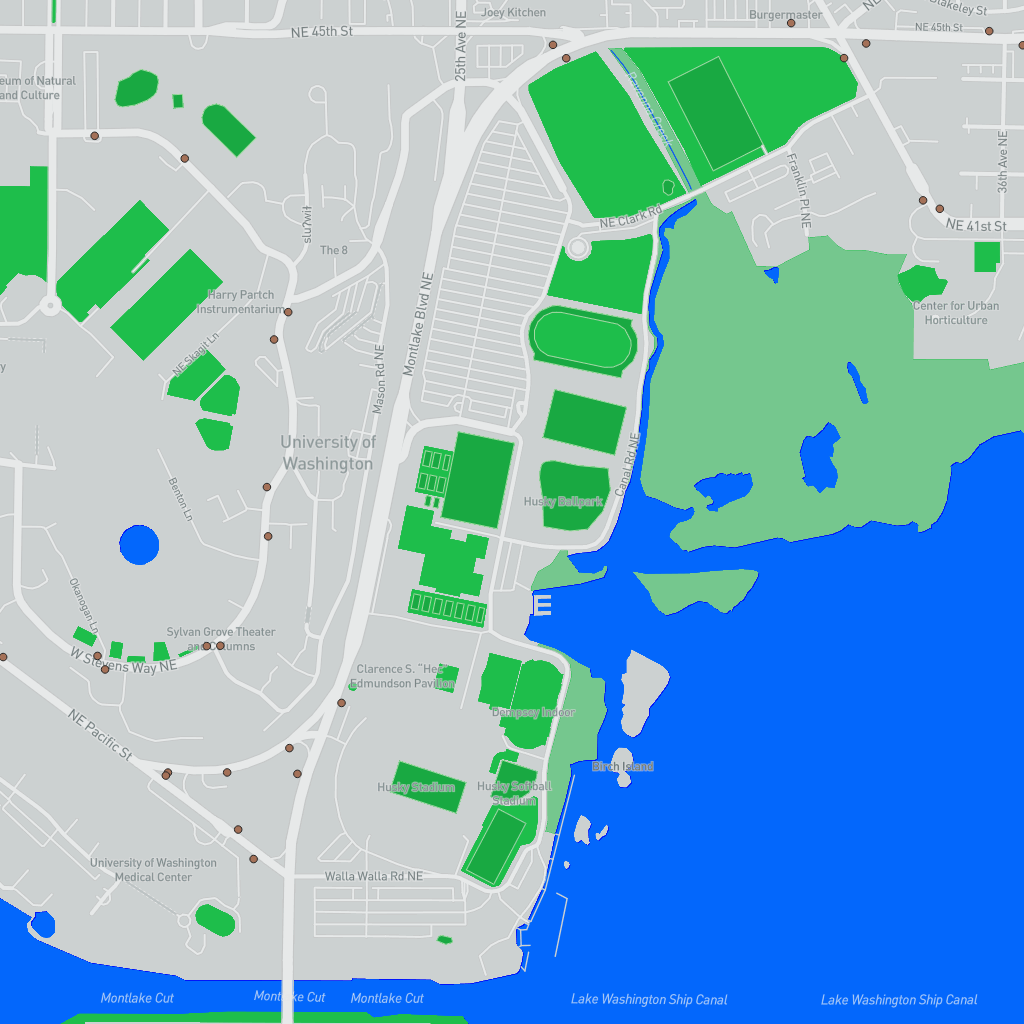 Joey Kitchen
Burgermaster
NE
Blakeley St
NE 45th St
NE 45th St
25th Ave NE
eum of Natural
and Culture
36th Ave NE
Franklin Pl NE
NE Clark Rd
NE 41st St
slu?wił
The 8
Harry Partch
Instrumentarium
Center for Urban
Horticulture
Montlake Blvd NE
NE Skagit Ln
Mason Rd NE
University of
Washington
Canal Rd NE
Benton Ln
Husky Ballpark
Okanogan Ln
Sylvan Grove Theater
and Columns
W Stevens Way NE
Clarence S. "Hec"
Edmundson Pavilion
Dempsey Indoor
NE Pacific St
Birch Island
Husky Stadium
Husky Softball
Stadium
University of Washington
Medical Center
Walla Walla Rd NE
Montlake Cut
Montlake Cut
Montlake Cut
Lake Washington Ship Canal
Lake Washington Ship Canal